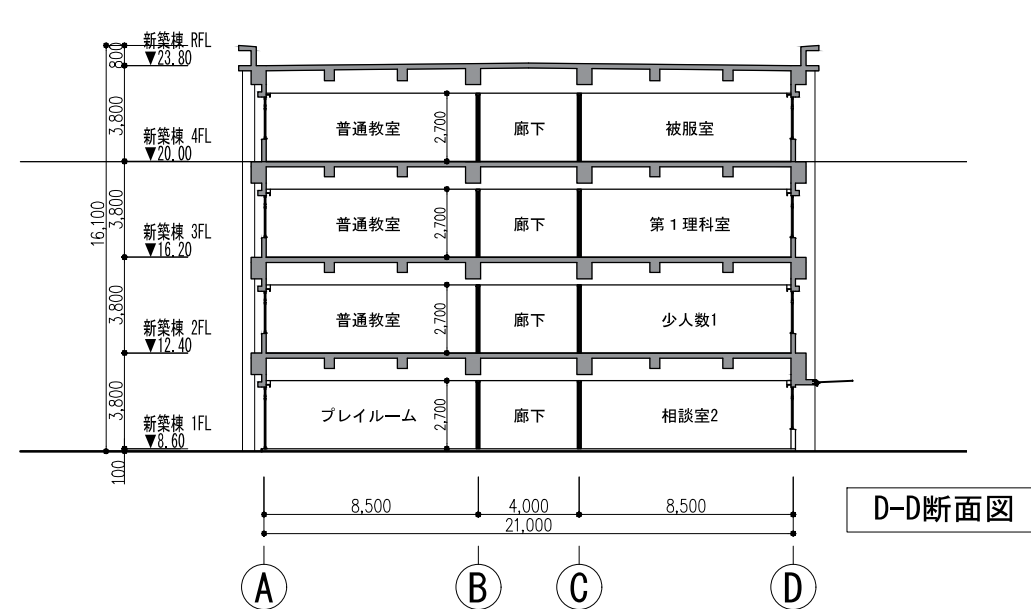 新築棟 RFL
▼23.80
800
3,800
普通教室
2,700
廊下
被服室
新築棟 4FL
▼20.00
16,100
3,800
普通教室
2,700
廊下
第1理科室
新築棟 3FL
▼16.20
3,800
普通教室
2,700
廊下
少人数1
新築棟 2FL
▼12.40
3,800
プレイルーム
2,700
廊下
相談室2
新築棟 1FL
▼8.60
100
8,500
4,000
8,500
21,000
D-D断面図
A
B
C
D